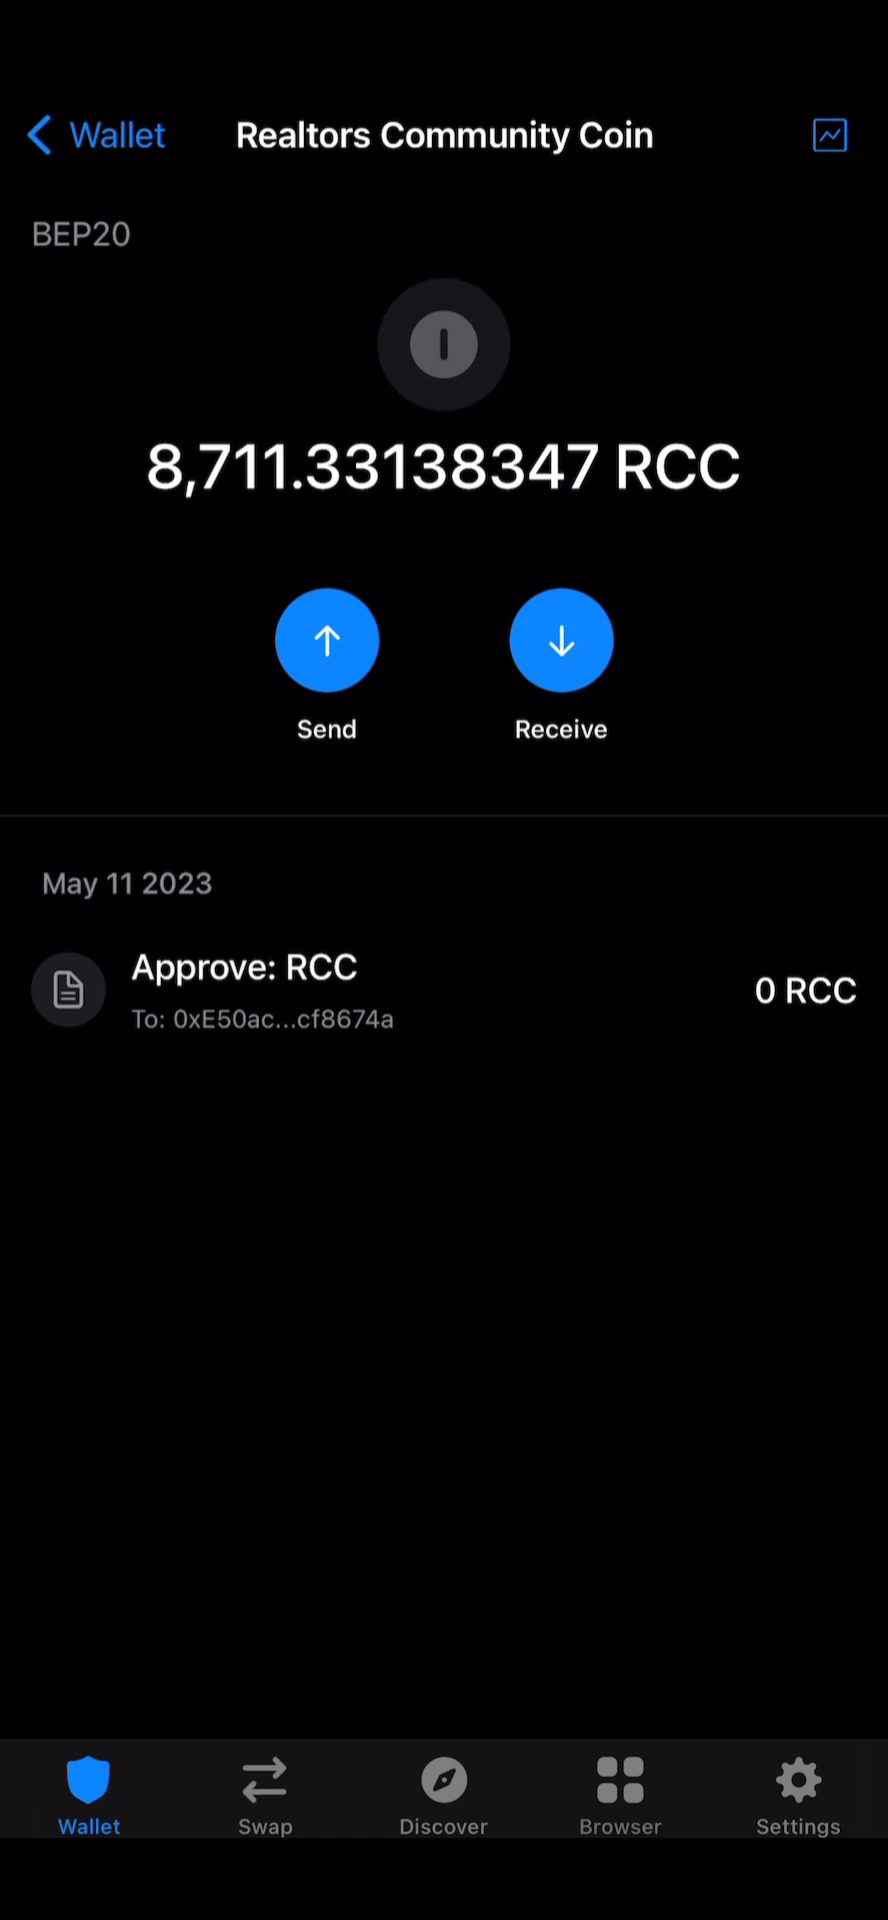 Wallet
Realtors Community Coin
BEP20
8,711.33138347 RCC
Send
Receive
May 11 2023
Approve: RCC
0 RCC
To: 0xE50ac...cf8674a
Wallet
Swap
Discover
Browser
Settings